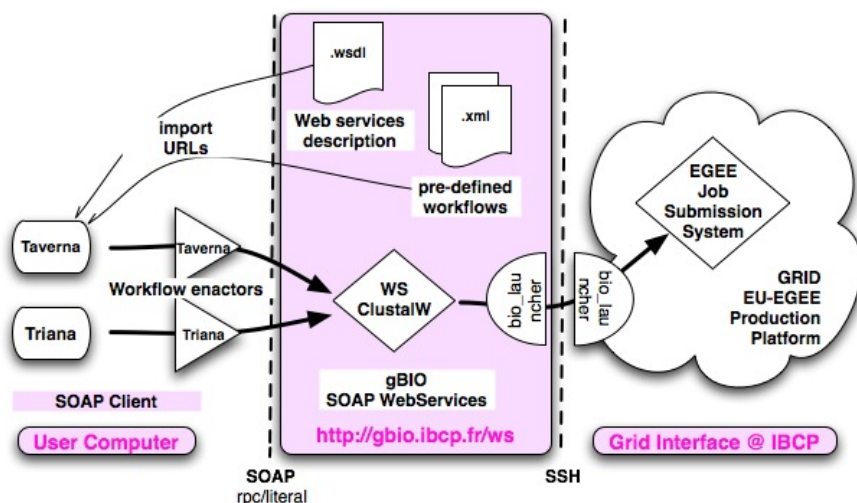 .wsdl
Web services
description
.xml
pre-defined
workflows
import
URLs
Taverna
Taverna
Workflow enactors
Triana
Triana
WS
ClustalW
bio_lau
ncher
bio_lau
ncher
EGEE
Job
Submission
System
GRID
EU-EGEE
Production
Platform
gBIO
SOAP WebServices
SOAP Client
User Computer
http://gbio.ibcp.fr/ws
Grid Interface @ IBCP
SOAP
rpc/literal
SSH